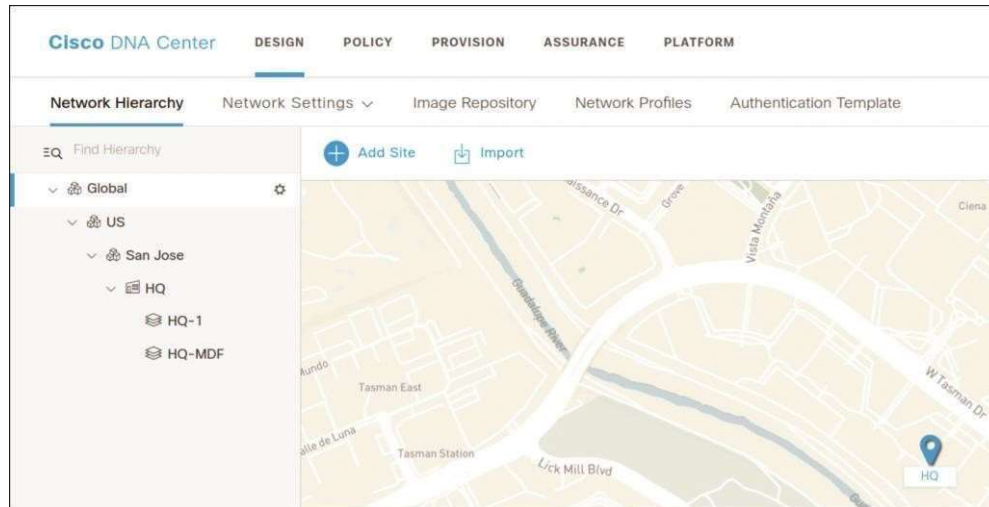 Cisco DNA Center DESIGN POLICY PROVISION ASSURANCE PLATFORM
Network Hierarchy Network Settings Image Repository Network Profiles Authentication Template
Find Hierarchy
Add Site Import
Global
US
San Jose
HQ
HQ-1
HQ-MDF
Dr
Grove
Vista Montaña
Ciena
Guadalupe River
Tasman East
W Tasman Dr
Tasman Station
Lick Mill Blvd
HQ